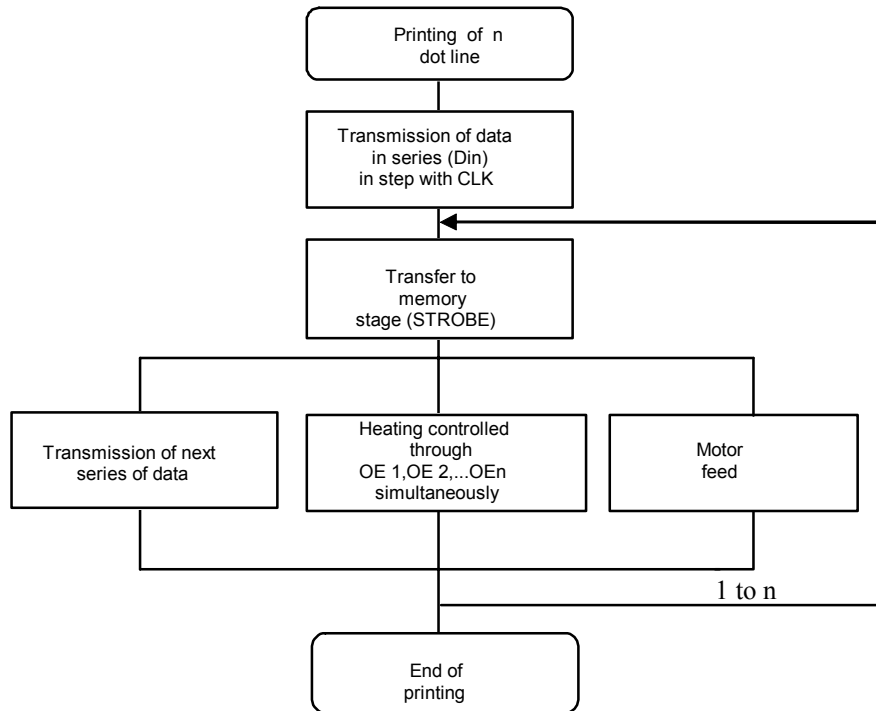 Printing of n
dot line
Transmission of data
in series (Din)
in step with CLK
Transfer to
memory
stage (STROBE)
Transmission of next
series of data
Heating controlled
through
OE 1,OE 2,...OEn
simultaneously
Motor
feed
1 to n
End of
printing